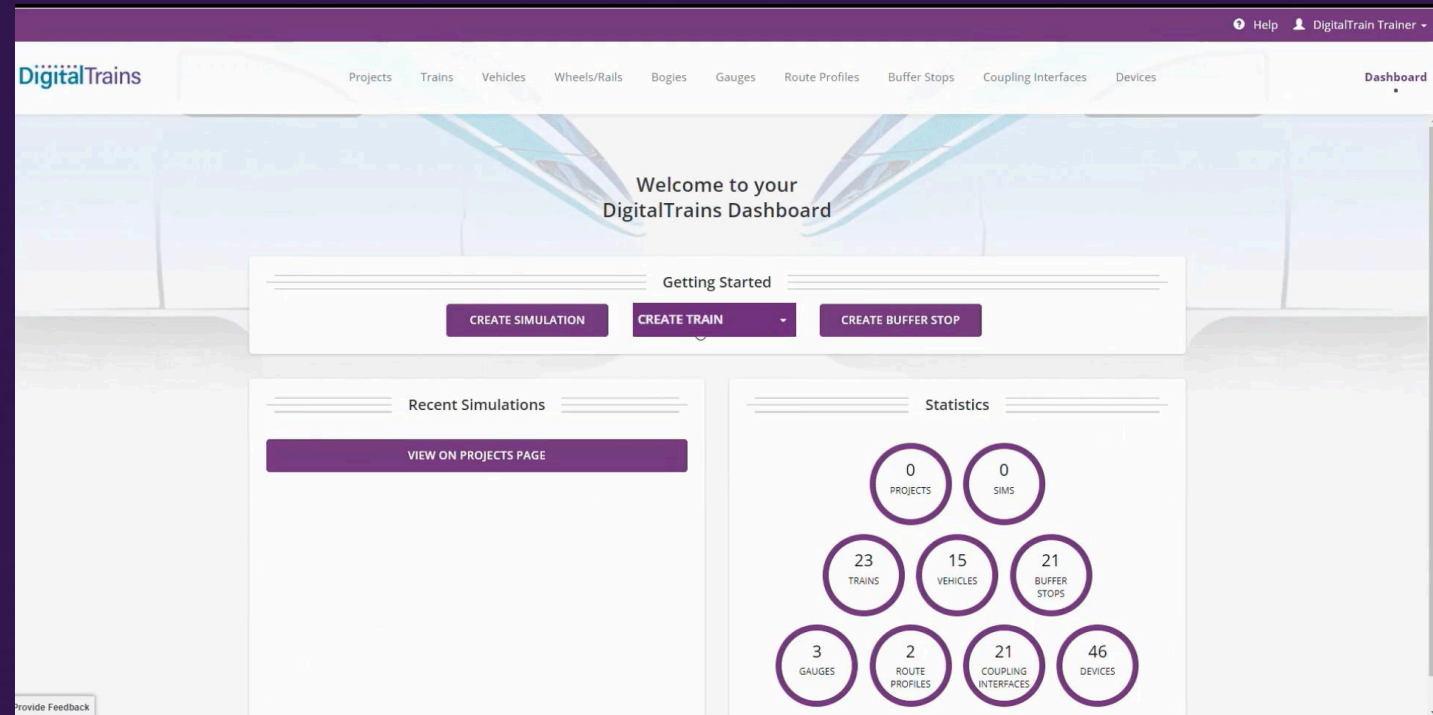 Help DigitalTrain Trainer
DigitalTrains
Projects Trains Vehicles Wheels/Rails Bogies Gauges Route Profiles Buffer Stops Coupling Interfaces Devices Dashboard
Welcome to your
DigitalTrains Dashboard
Getting Started
CREATE SIMULATION CREATE TRAIN CREATE BUFFER STOP
Recent Simulations
VIEW ON PROJECTS PAGE
Statistics
0
PROJECTS
0
SIMS
23
TRAINS
15
VEHICLES
21
BUFFER
STOPS
3
GAUGES
2
ROUTE
PROFILES
21
COUPLING
INTERFACES
46
DEVICES
Provide Feedback